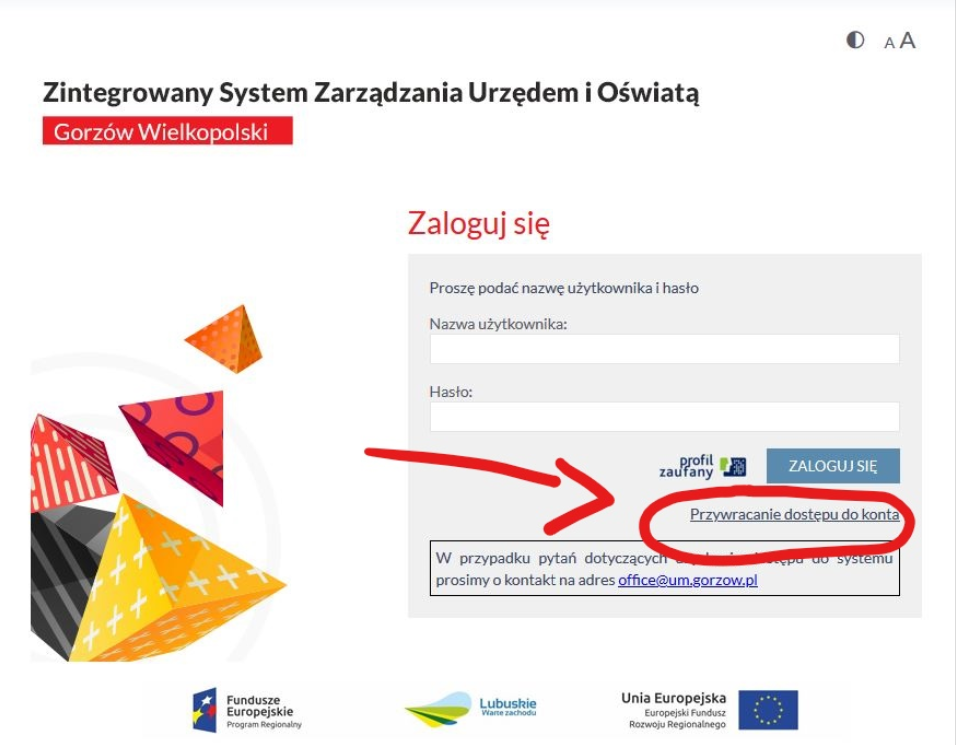 A A
Zintegrowany System Zarządzania Urzędem i Oświatą
Gorzów Wielkopolski
Zaloguj się
Proszę podać nazwę użytkownika i hasło
Nazwa użytkownika:
Hasło:
profil
zaufany
ZALOGUJ SIĘ
Przywracanie dostępu do konta
W przypadku pytań dotyczących do systemu
prosimy o kontakt na adres office@um.gorzow.pl
Fundusze
Europejskie
Program Regionalny
Lubuskie
Warte zachodu
Unia Europejska
Europejski Fundusz
Rozwoju Regionalnego